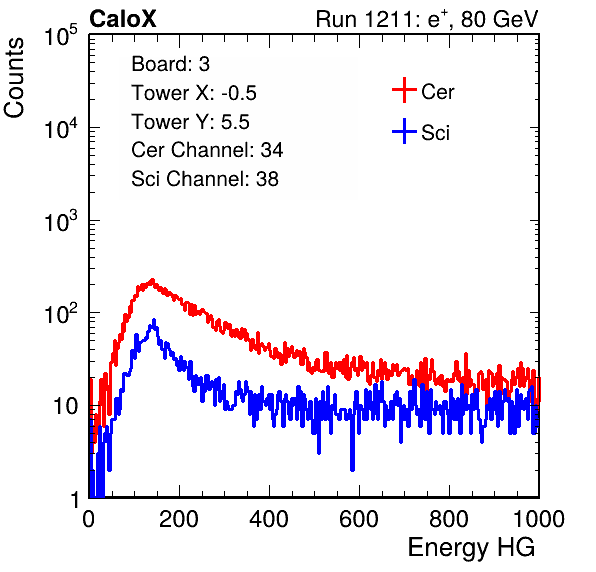 CaloX Run 1211: e⁺, 80 GeV
Counts
Board: 3
Tower X: -0.5
Tower Y: 5.5
Cer Channel: 34
Sci Channel: 38
Cer
Sci
10⁵
10⁴
10³
10²
10
1
0 200 400 600 800 1000
Energy HG